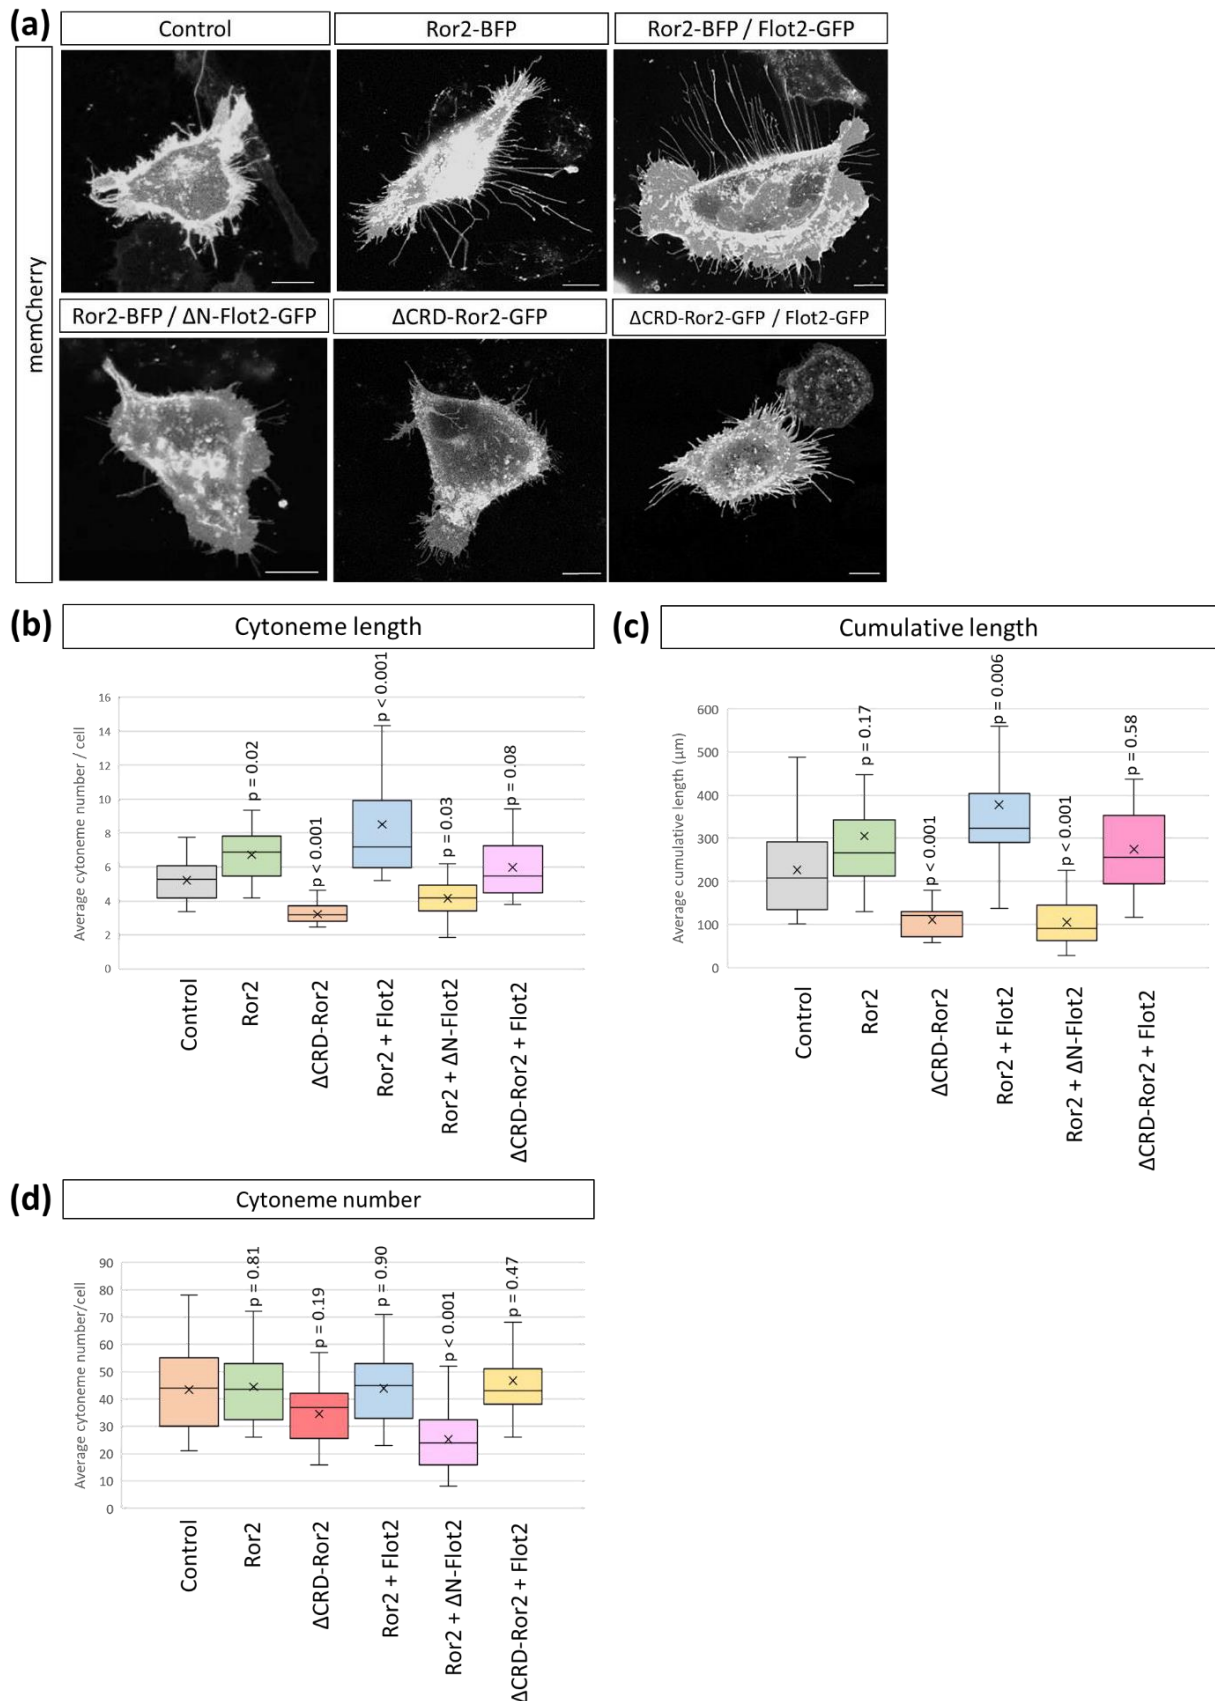 (a)
Control
Ror2-BFP
Ror2-BFP / Flot2-GFP
memCherry
Ror2-BFP / ΔN-Flot2-GFP
ΔCRD-Ror2-GFP
ΔCRD-Ror2-GFP / Flot2-GFP
(b)
Cytoneme length
Average cytoneme number / cell
16
14
12
10
8
6
4
2
0
p = 0.02
p < 0.001
p < 0.001
p = 0.03
p = 0.08
Control
Ror2
ΔCRD-Ror2
Ror2 + Flot2
Ror2 + ΔN-Flot2
ΔCRD-Ror2 + Flot2
(c)
Cumulative length
Average cumulative length (µm)
600
500
400
300
200
100
0
p = 0.17
p < 0.001
p = 0.006
p < 0.001
p = 0.58
Control
Ror2
ΔCRD-Ror2
Ror2 + Flot2
Ror2 + ΔN-Flot2
ΔCRD-Ror2 + Flot2
(d)
Cytoneme number
Average cytoneme number/cell
90
80
70
60
50
40
30
20
10
0
p = 0.81
p = 0.19
p = 0.90
p < 0.001
p = 0.47
Control
Ror2
ΔCRD-Ror2
Ror2 + Flot2
Ror2 + ΔN-Flot2
ΔCRD-Ror2 + Flot2